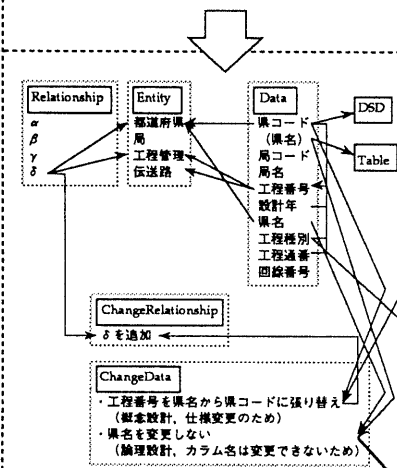 Relationship
α
β
γ
δ
Entity
都道府県
局
工程管理
伝送路
Data
県コード
(県名)
局コード
局名
工程番号
設計年
県名
工程種別
工程通番
回線番号
DSD
Table
ChangeRelationship
δを追加
ChangeData
・工程番号を県名から県コードに張り替え
(概念設計,仕様変更のため)
・県名を変更しない
(論理設計,カラム名は変更できないため)